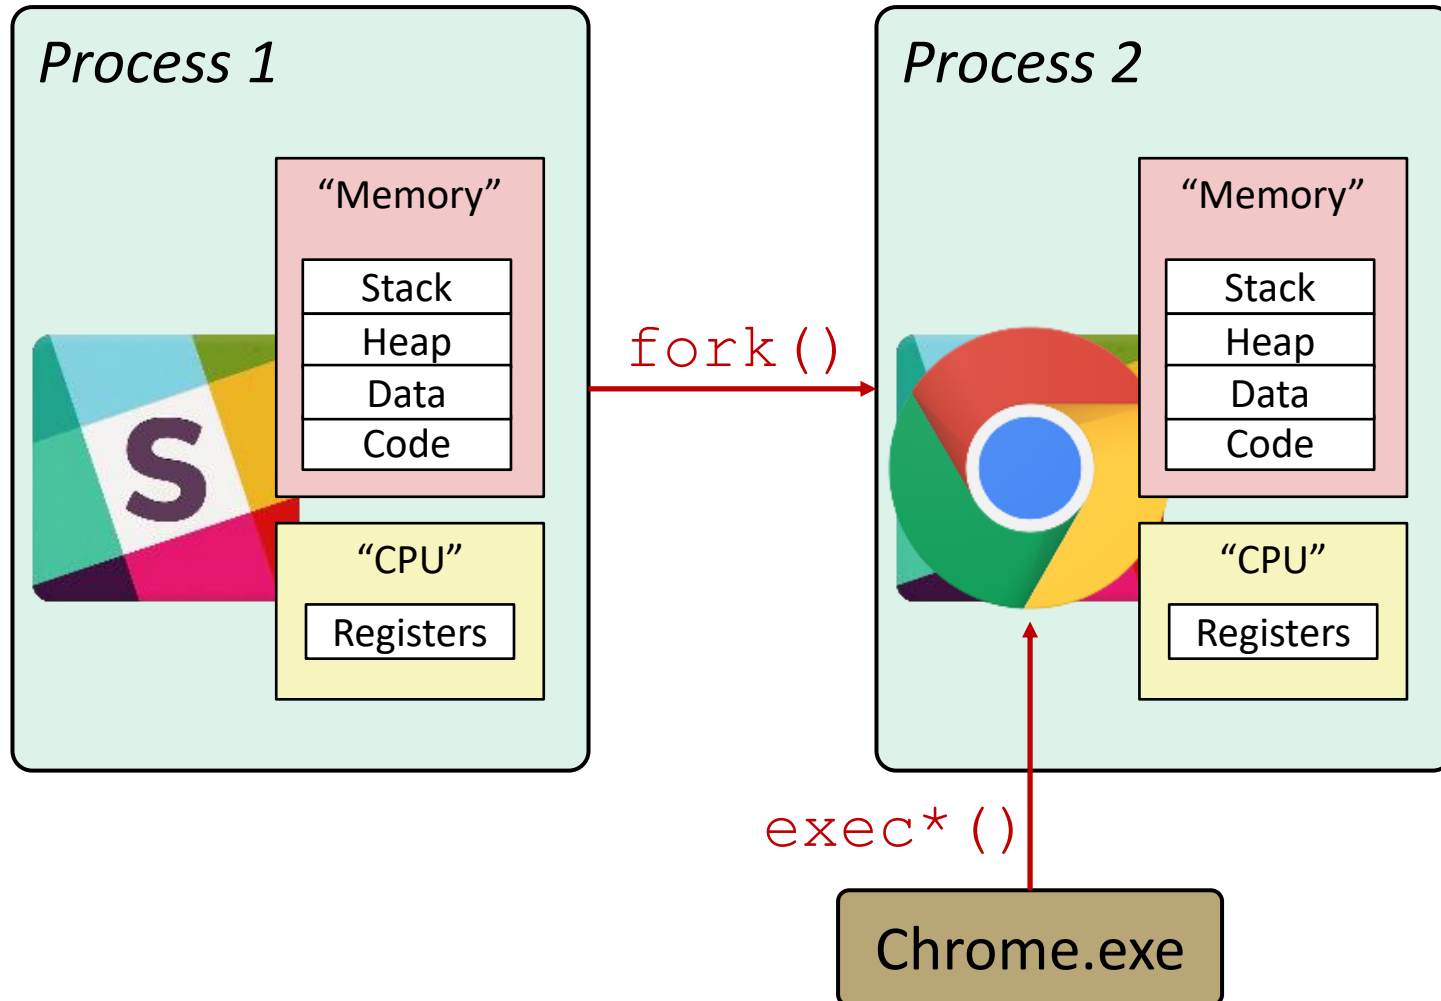 Process 1
“Memory”
Stack
Heap
Data
Code
S
“CPU”
Registers
fork()
Process 2
“Memory”
Stack
Heap
Data
Code
“CPU”
Registers
exec*()
Chrome.exe